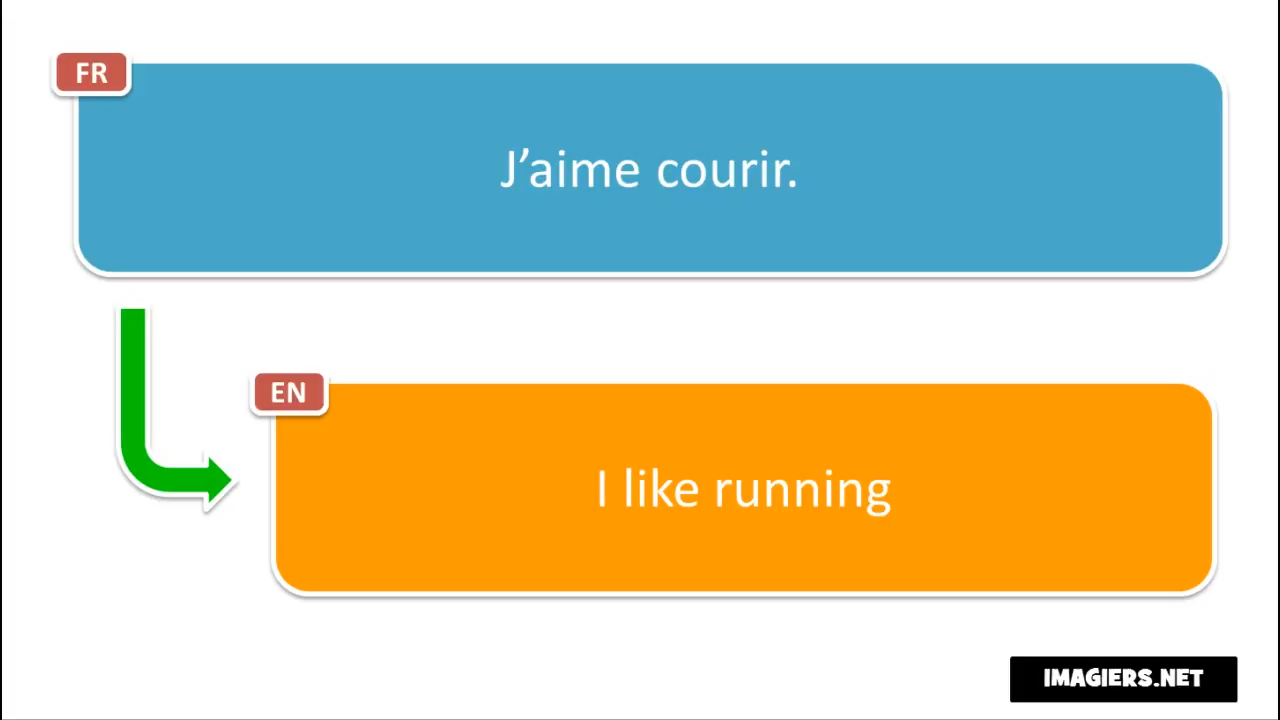 FR
J’aime courir.
EN
I like running
IMAGIERS.NET